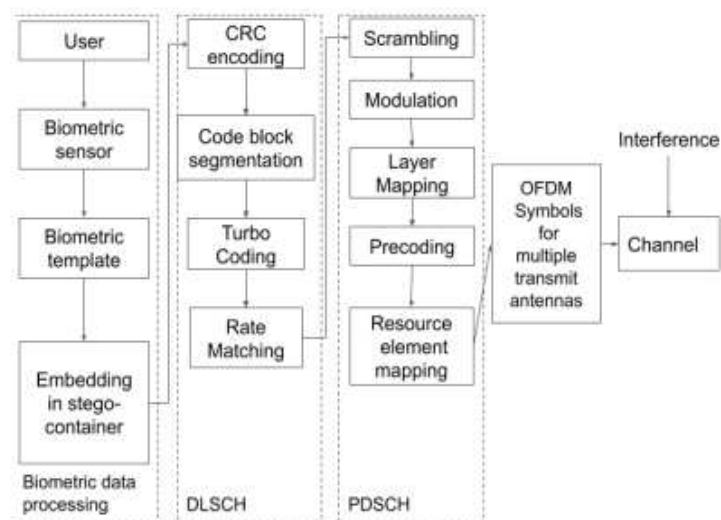 User
Biometric
sensor
Biometric
template
Embedding
in stego-
container
Biometric data
processing
CRC
encoding
Code block
segmentation
Turbo
Coding
Rate
Matching
DLSCH
Scrambling
Modulation
Layer
Mapping
Precoding
Resource
element
mapping
PDSCH
OFDM
Symbols
for
multiple
transmit
antennas
Interference
Channel